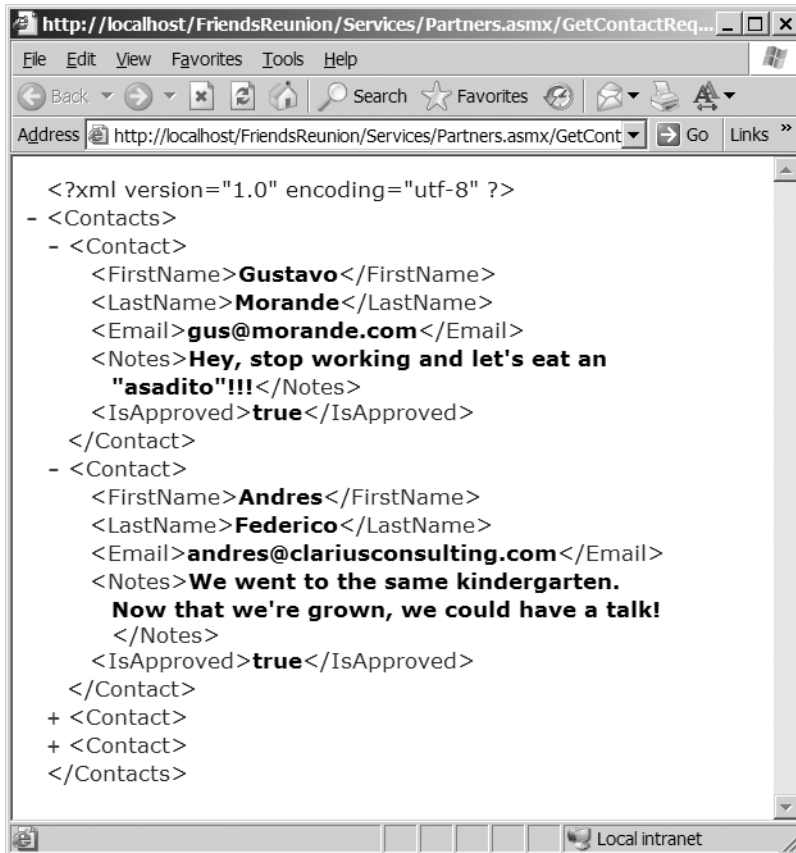 http://localhost/FriendsReunion/Services/Partners.asmx/GetContactReq...
File Edit View Favorites Tools Help
Back Search Favorites
Address http://localhost/FriendsReunion/Services/Partners.asmx/GetCont Go Links »
<?xml version="1.0" encoding="utf-8" ?>
- <Contacts>
- <Contact>
<FirstName>Gustavo</FirstName>
<LastName>Morande</LastName>
<Email>gus@morande.com</Email>
<Notes>Hey, stop working and let's eat an
"asadito"!!!</Notes>
<IsApproved>true</IsApproved>
</Contact>
- <Contact>
<FirstName>Andres</FirstName>
<LastName>Federico</LastName>
<Email>andres@clariusconsulting.com</Email>
<Notes>We went to the same kindergarten.
Now that we're grown, we could have a talk!
</Notes>
<IsApproved>true</IsApproved>
</Contact>
+ <Contact>
+ <Contact>
</Contacts>
Local intranet